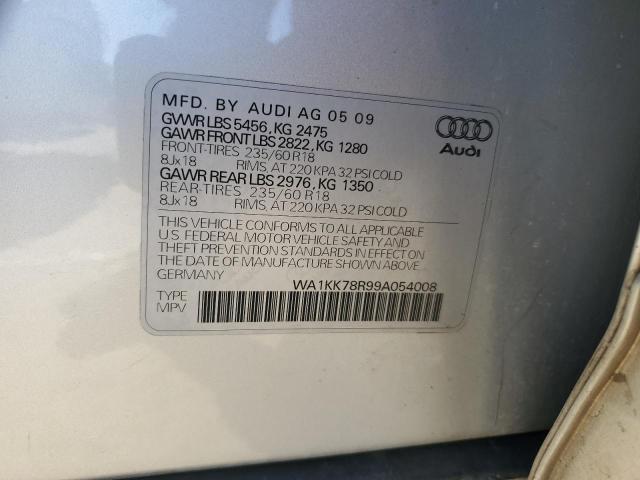 MFD. BY AUDI AG 05 09
GVWR LBS 5456, KG 2475
GAWR FRONT LBS 2822, KG 1280
FRONT-TIRES 235/60 R18
8Jx18 RIMS, AT 220 KPA 32 PSI COLD
GAWR REAR LBS 2976, KG 1350
REAR-TIRES 235/60 R18
8Jx18 RIMS, AT 220 KPA 32 PSI COLD
Audi
THIS VEHICLE CONFORMS TO ALL APPLICABLE
U.S. FEDERAL MOTOR VEHICLE SAFETY AND
THEFT PREVENTION STANDARDS IN EFFECT ON
THE DATE OF MANUFACTURE SHOWN ABOVE.
GERMANY WA1KK78R99A054008
TYPE
MPV